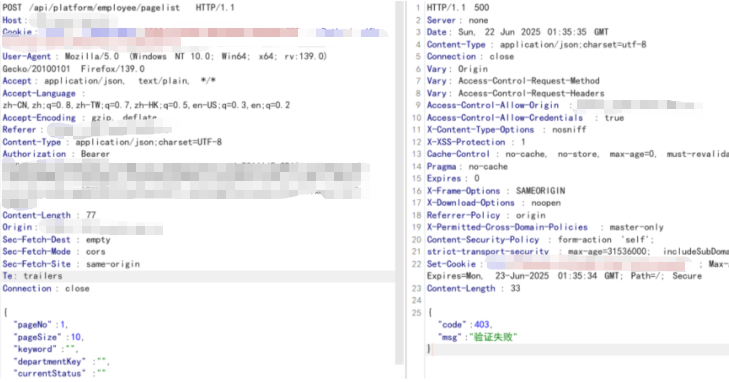 POST /api/platform/employee/pagelist HTTP/1.1
Host:
Cookie
User-Agent: Mozilla/5.0 (Windows NT 10.0; Win64; x64; rv:139.0)
Gecko/20100101 Firefox/139.0
Accept: application/json, text/plain, */*
Accept-Language :
zh-CN,zh;q=0.8,zh-TW;q=0.7,zh-HK;q=0.5,en-US;q=0.3,en;q=0.2
Accept-Encoding : gzip, deflate
Referer :
Content-Type : application/json;charset=UTF-8
Authorization : Bearer
Content-Length : 77
Origin:
Sec-Fetch-Dest : empty
Sec-Fetch-Mode : cors
Sec-Fetch-Site : same-origin
Te: trailers
Connection : close
{
"pageNo" :1,
"pageSize" :10,
"keyword" :"",
"departmentKey" :"",
"currentStatus" :""
1 HTTP/1.1 500
2 Server : none
3 Date : Sun, 22 Jun 2025 01:35:35 GMT
4 Content-Type : application/json;charset=utf-8
5 Connection : close
6 Vary: Origin
7 Vary: Access-Control-Request-Method
8 Vary: Access-Control-Request-Headers
9 Access-Control-Allow-Origin :
10 Access-Control-Allow-Credentials : true
11 X-Content-Type-Options : nosniff
12 X-XSS-Protection : 1
13 Cache-Control : no-cache, no-store, max-age=0, must-revalida
14 Pragma: no-cache
15 Expires : 0
16 X-Frame-Options : SAMEORIGIN
17 X-Download-Options : noopen
18 Referrer-Policy : origin
19 X-Permitted-Cross-Domain-Policies : master-only
20 Content-Security-Policy : form-action 'self';
21 strict-transport-security : max-age=31536000; includeSubDoma
22 Set-Cookie : ; Max-
Expires=Mon, 23-Jun-2025 01:35:34 GMT; Path=/; Secure
23 Content-Length : 33
24
25 {
"code" :403,
"msg" :"验证失败"
}